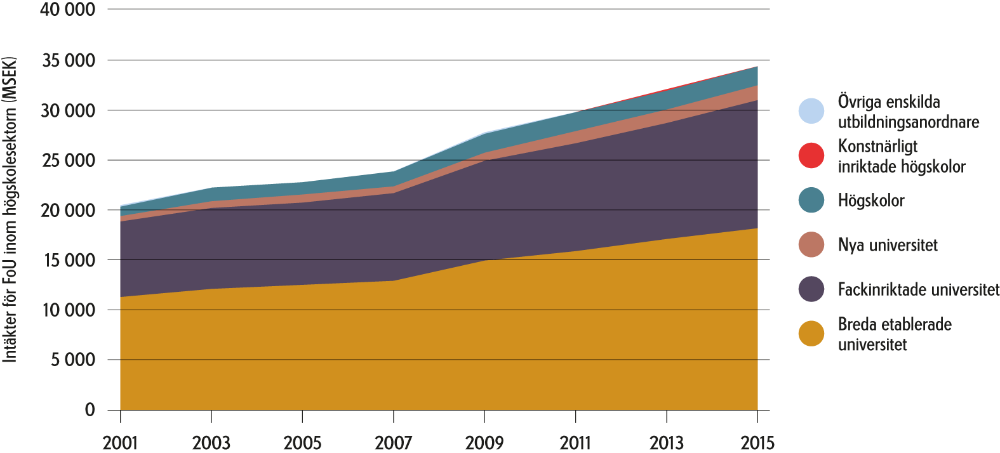 Intäkter för FoU inom högskolesektorn (MSEK)
40 000
35 000
30 000
25 000
20 000
15 000
10 000
5 000
0
2001 2003 2005 2007 2009 2011 2013 2015
Övriga enskilda
utbildningsanordnare
Konstnärligt
inriktade högskolor
Högskolor
Nya universitet
Fackinriktade universitet
Breda etablerade
universitet